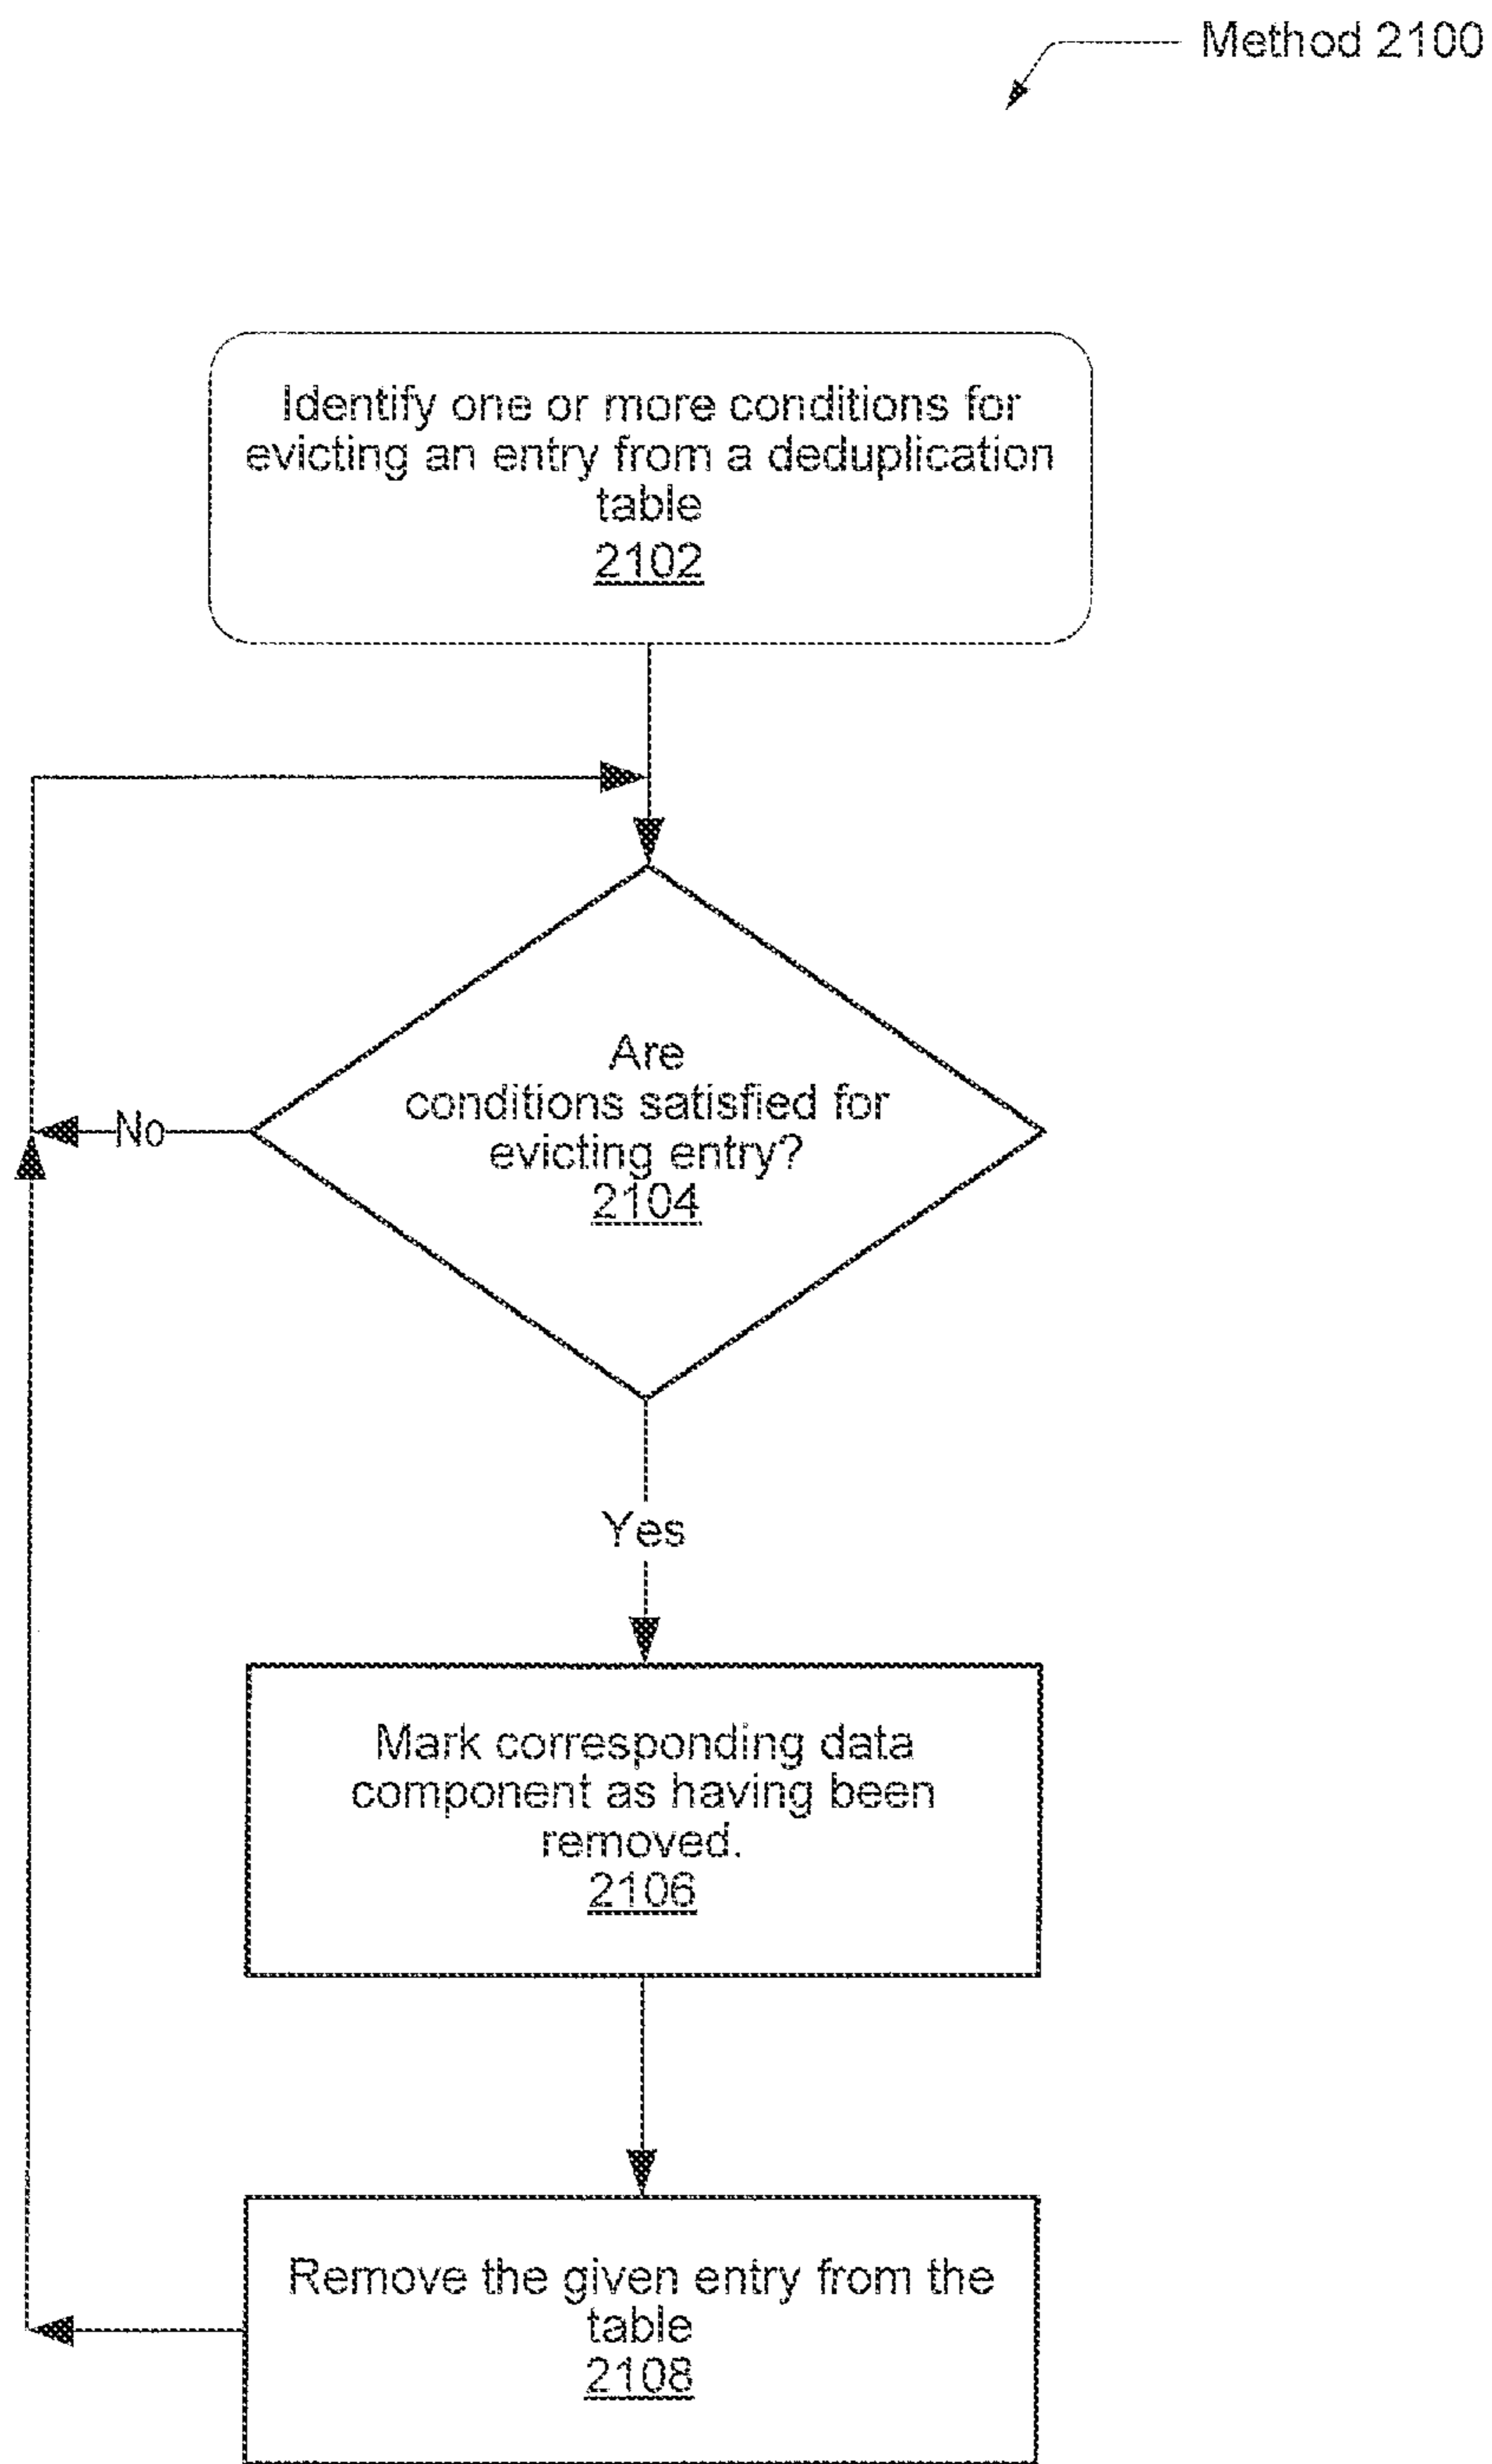 Method 2100
Identify one or more conditions for
evicting an entry from a deduplication
table
2102
Are
conditions satisfied for
evicting entry?
2104
No
Yes
Mark corresponding data
component as having been
removed.
2106
Remove the given entry from the
table
2108